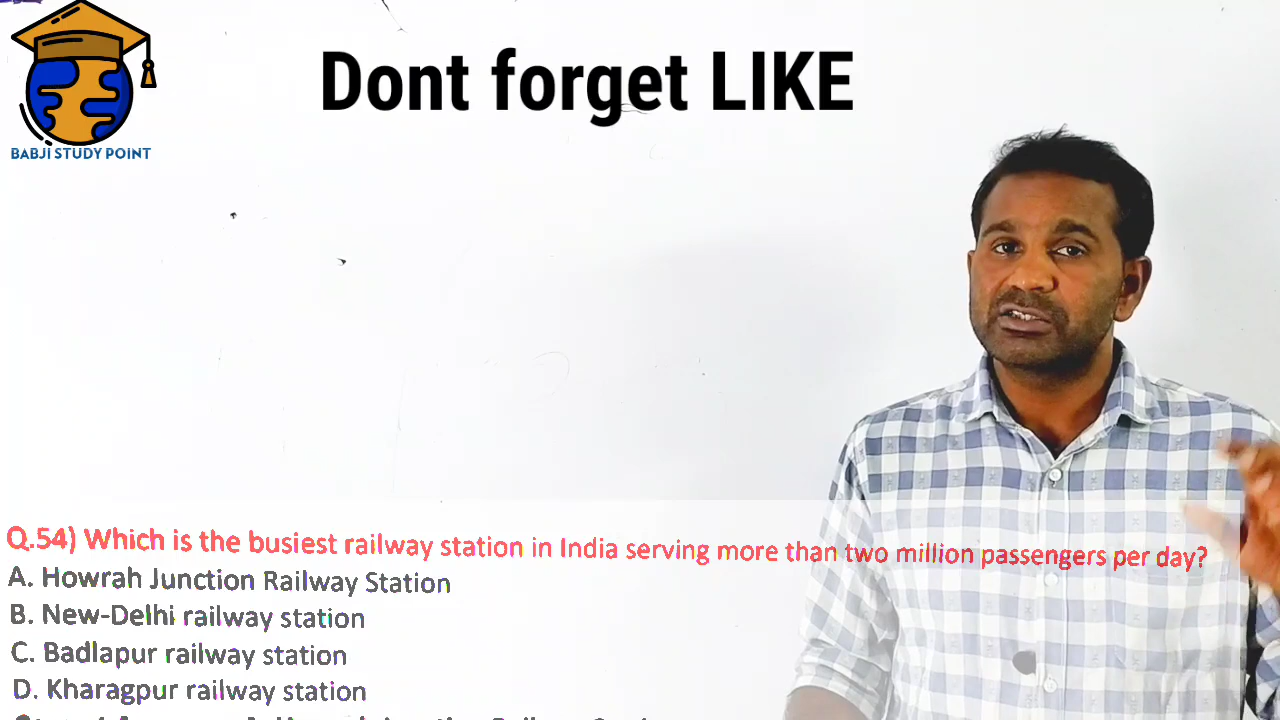 Dont forget LIKE
BABJI STUDY POINT
Q.54) Which is the busiest railway station in India serving more than two million passengers per day?
A. Howrah Junction Railway Station
B. New-Delhi railway station
C. Badlapur railway station
D. Kharagpur railway station